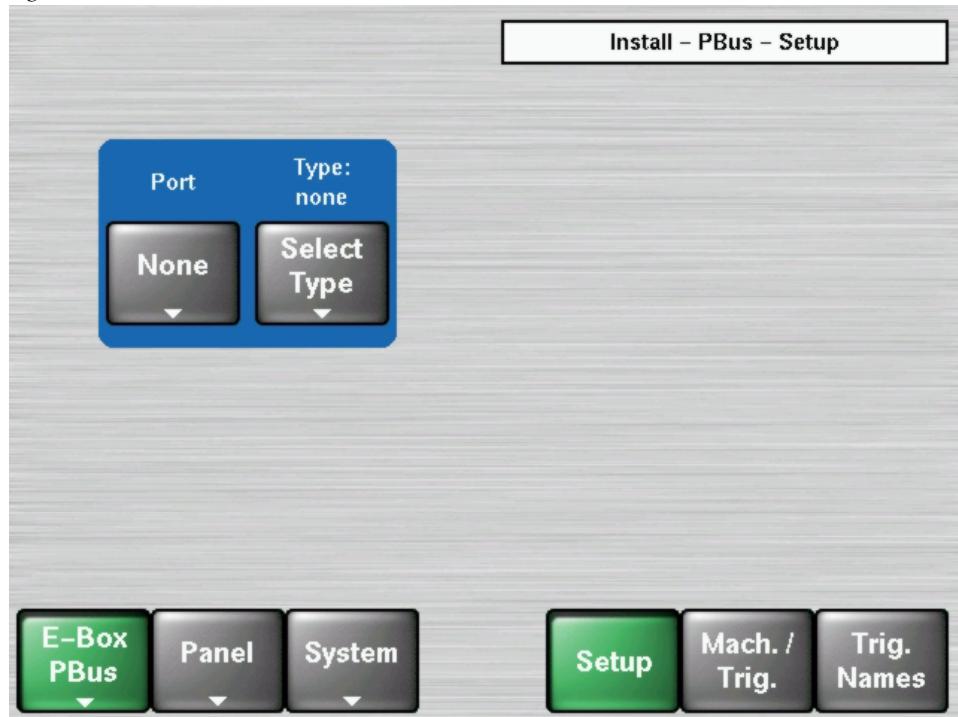 Install – PBus – Setup
Port
Type:
none
None
Select
Type
E–Box
PBus
Panel
System
Setup
Mach. /
Trig.
Trig.
Names